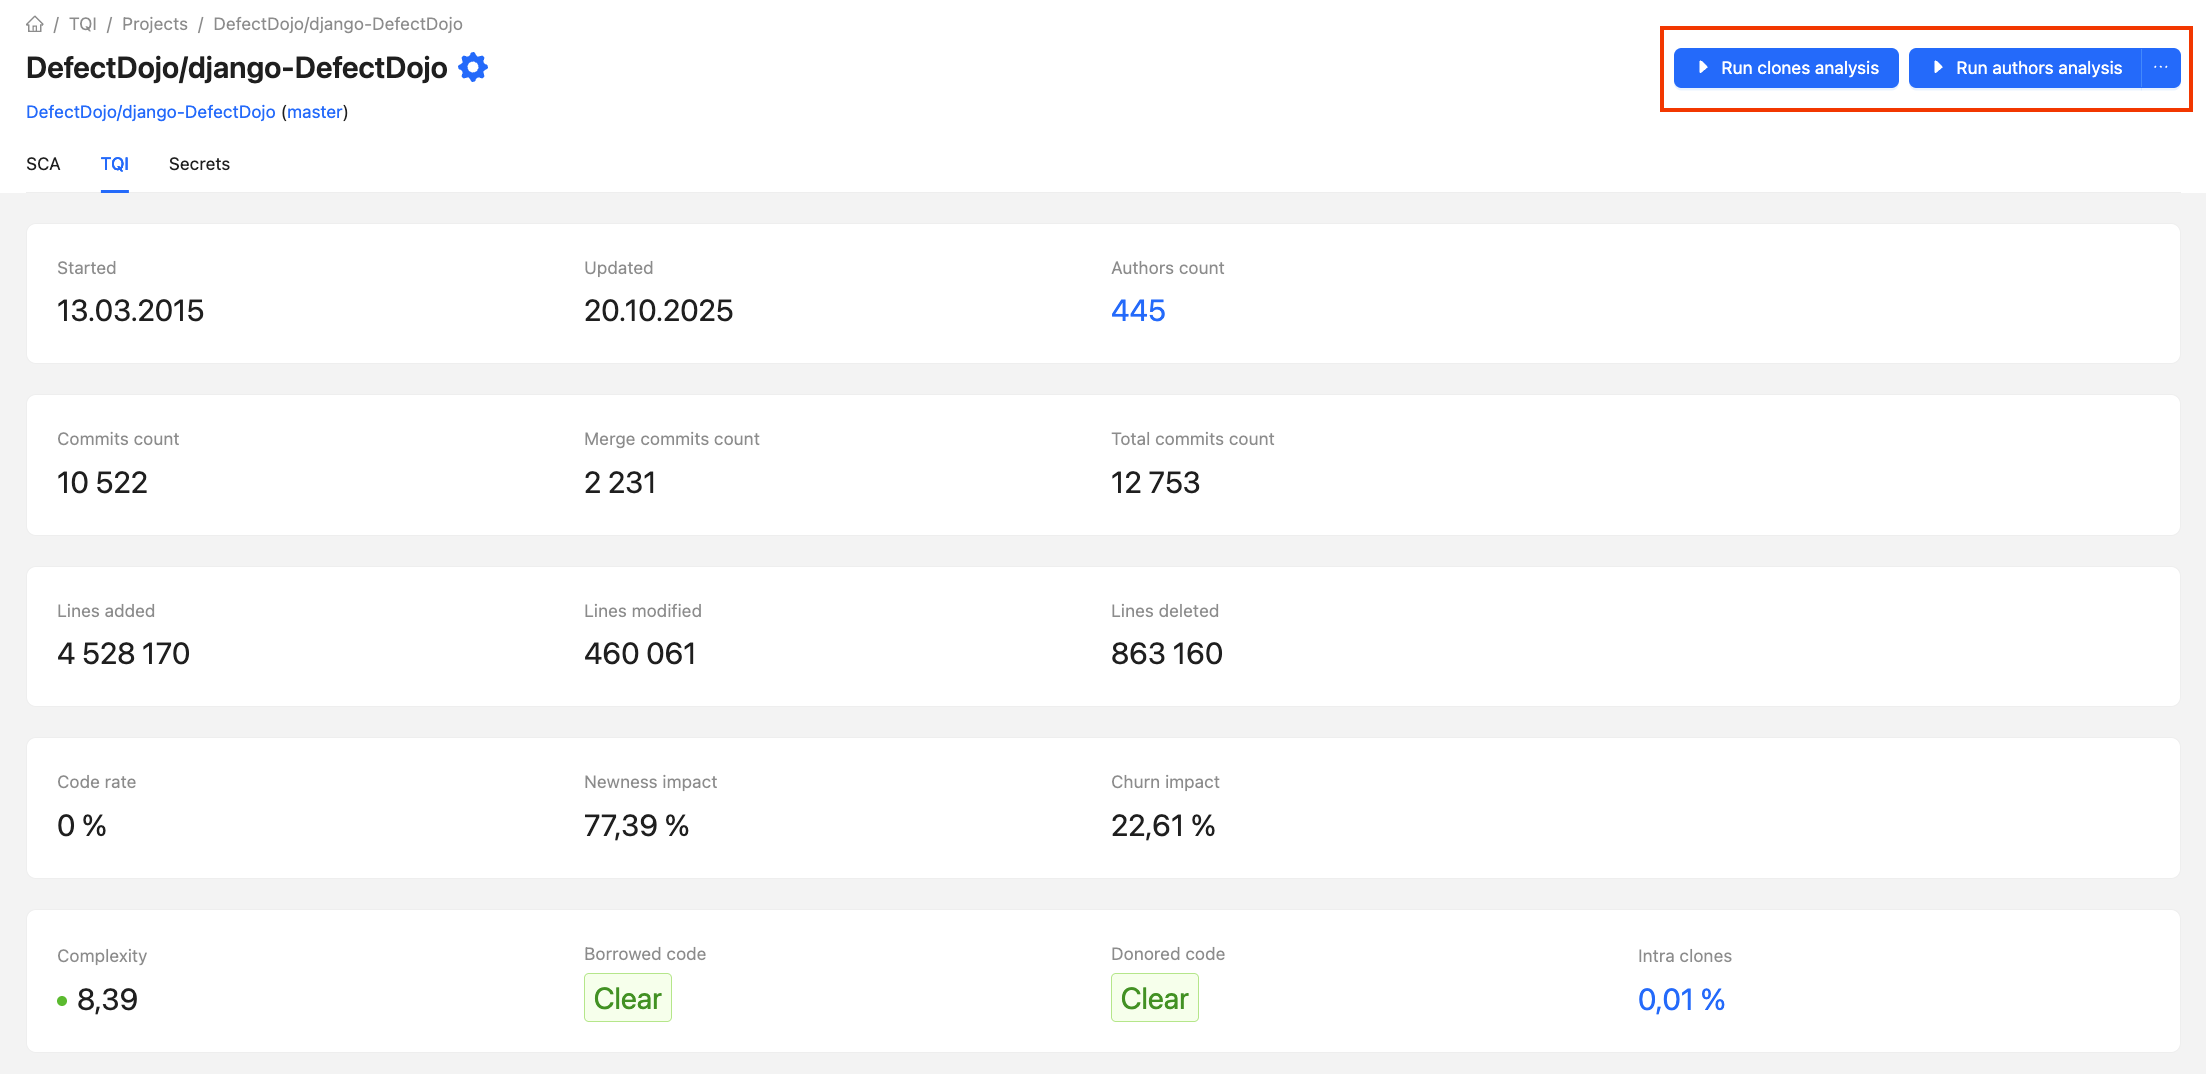 / TQI / Projects / DefectDojo/django-DefectDojo
DefectDojo/django-DefectDojo
Run clones analysis
Run authors analysis ...
DefectDojo/django-DefectDojo (master)
SCA TQI Secrets
Started Updated Authors count
13.03.2015 20.10.2025 445
Commits count Merge commits count Total commits count
10 522 2 231 12 753
Lines added Lines modified Lines deleted
4 528 170 460 061 863 160
Code rate Newness impact Churn impact
0 % 77,39 % 22,61 %
Complexity Borrowed code Donored code Intra clones
8,39 Clear Clear 0,01 %